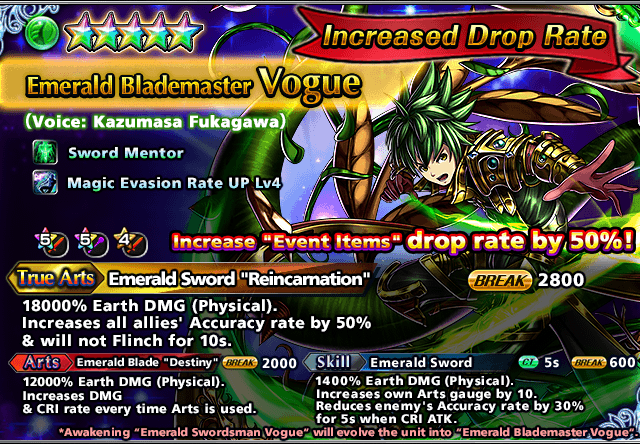 Increased Drop Rate
Emerald Blademaster Vogue
(Voice: Kazumasa Fukagawa)
Sword Mentor
Magic Evasion Rate UP Lv4
5 5 4
Increase "Event Items" drop rate by 50%!
True Arts Emerald Sword "Reincarnation" BREAK 2800
18000% Earth DMG (Physical).
Increases all allies' Accuracy rate by 50%
& will not Flinch for 10s.
Arts Emerald Blade "Destiny" BREAK 2000
12000% Earth DMG (Physical).
Increases DMG
& CRI rate every time Arts is used.
Skill Emerald Sword CT 5s BREAK 600
1400% Earth DMG (Physical).
Increases own Arts gauge by 10.
Reduces enemy's Accuracy rate by 30%
for 5s when CRI ATK.
*Awakening "Emerald Swordsman Vogue" will evolve the unit into "Emerald Blademaster Vogue".